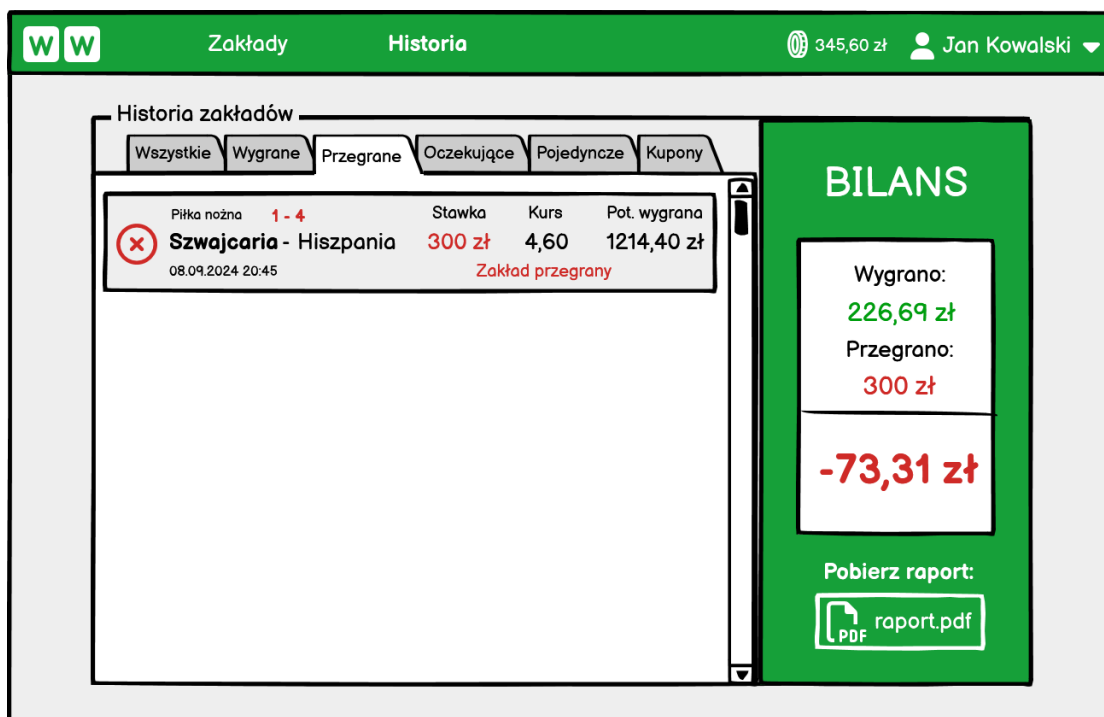 W W Zakłady Historia 345,60 zł Jan Kowalski
Historia zakładów
Wszystkie Wygrane Przegrane Oczekujące Pojedyncze Kupony
Piłka nożna 1 - 4 Stawka Kurs Pot. wygrana
Szwajcaria - Hiszpania 300 zł 4,60 1214,40 zł
08.09.2024 20:45 Zakład przegrany
BILANS
Wygrano:
226,69 zł
Przegrano:
300 zł
-73,31 zł
Pobierz raport:
PDF raport.pdf